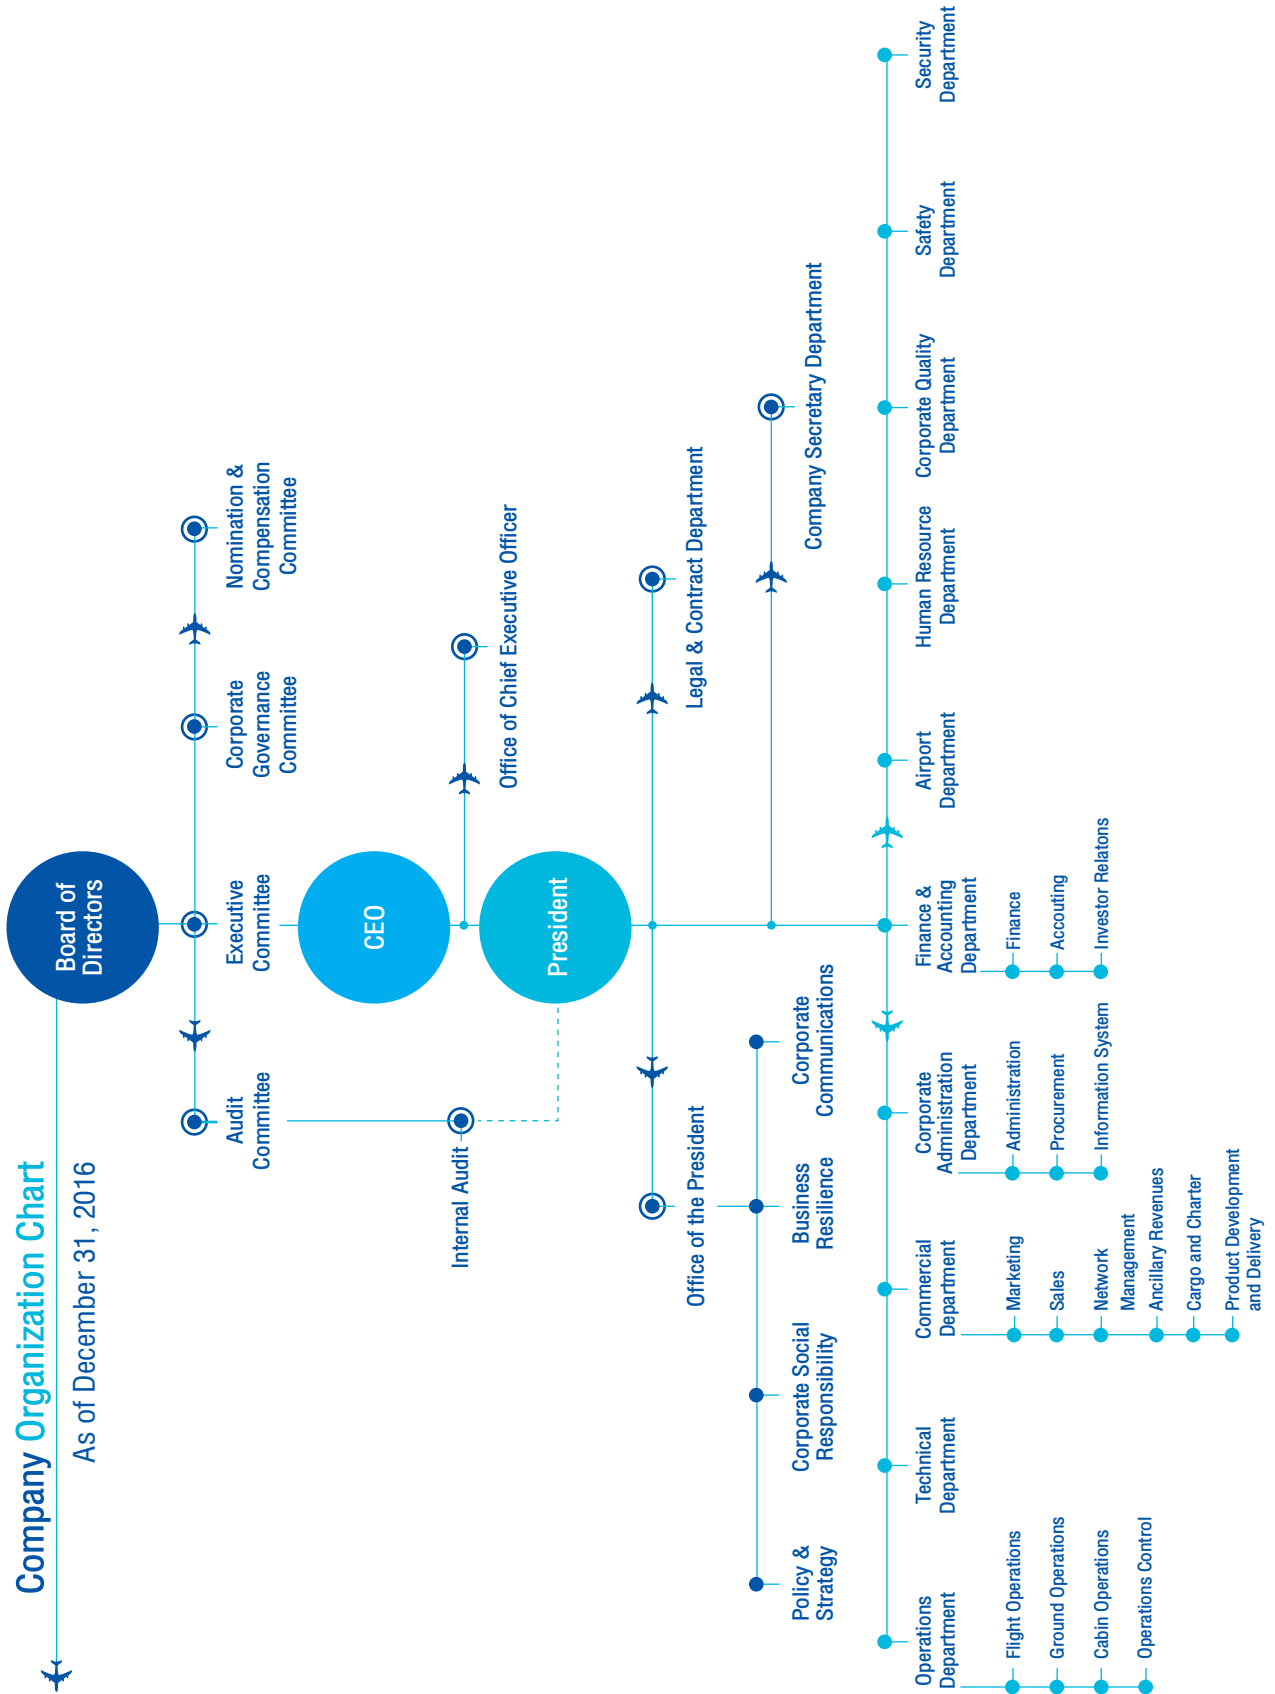 Company Organization Chart
As of December 31, 2016
Board of
Directors
Audit
Committee
Executive
Committee
Corporate
Governance
Committee
Nomination &
Compensation
Committee
CEO
Internal Audit
Office of Chief Executive Officer
President
Office of the President
Legal & Contract Department
Policy &
Strategy
Corporate Social
Responsibility
Business
Resilience
Corporate
Communications
Company Secretary Department
Operations
Department
Flight Operations
Ground Operations
Cabin Operations
Operations Control
Technical
Department
Commercial
Department
Marketing
Sales
Network
Management
Ancillary Revenues
Cargo and Charter
Product Development
and Delivery
Corporate
Administration
Department
Administration
Procurement
Information System
Finance &
Accounting
Department
Finance
Accouting
Investor Relatons
Airport
Department
Human Resource
Department
Corporate Quality
Department
Safety
Department
Security
Department